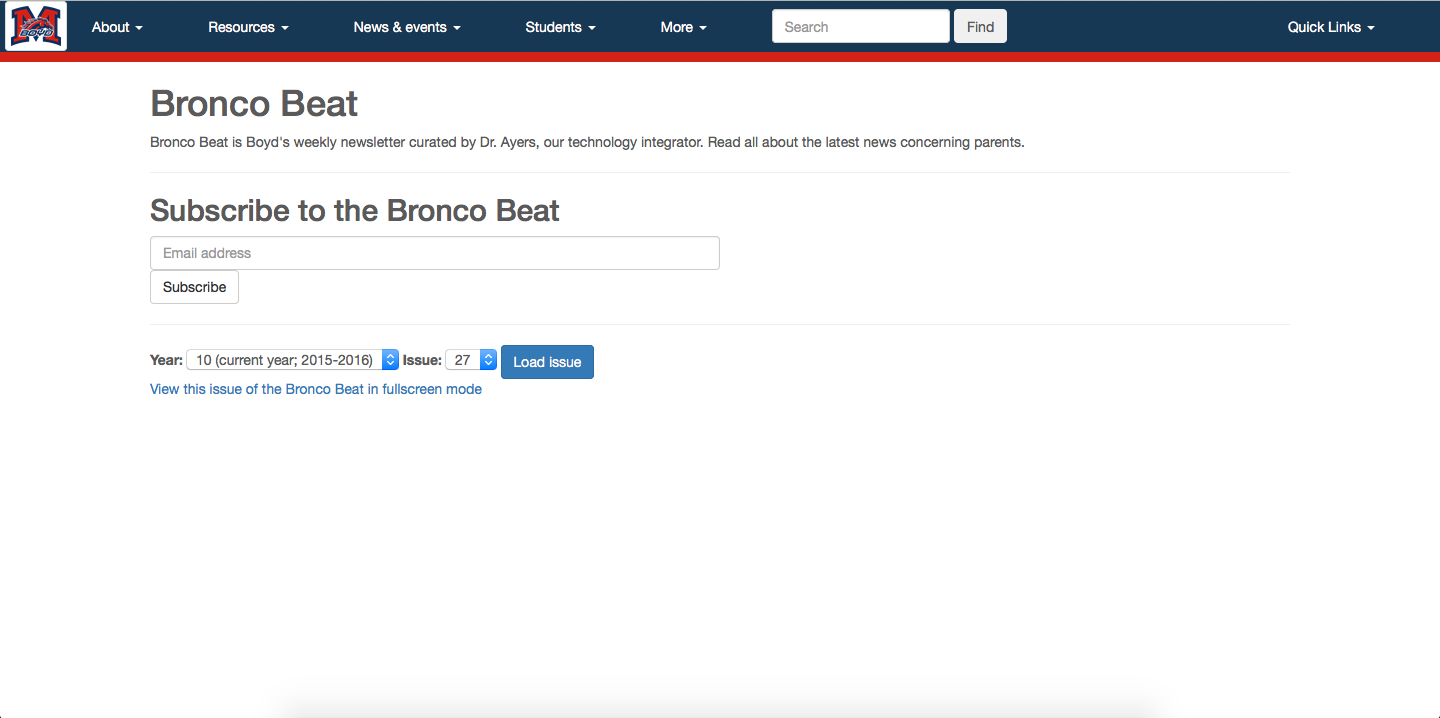 M
BOYD
About Resources News & events Students More Search Find Quick Links
Bronco Beat
Bronco Beat is Boyd's weekly newsletter curated by Dr. Ayers, our technology integrator. Read all about the latest news concerning parents.
Subscribe to the Bronco Beat
Email address
Subscribe
Year: 10 (current year; 2015-2016) Issue: 27 Load issue
View this issue of the Bronco Beat in fullscreen mode